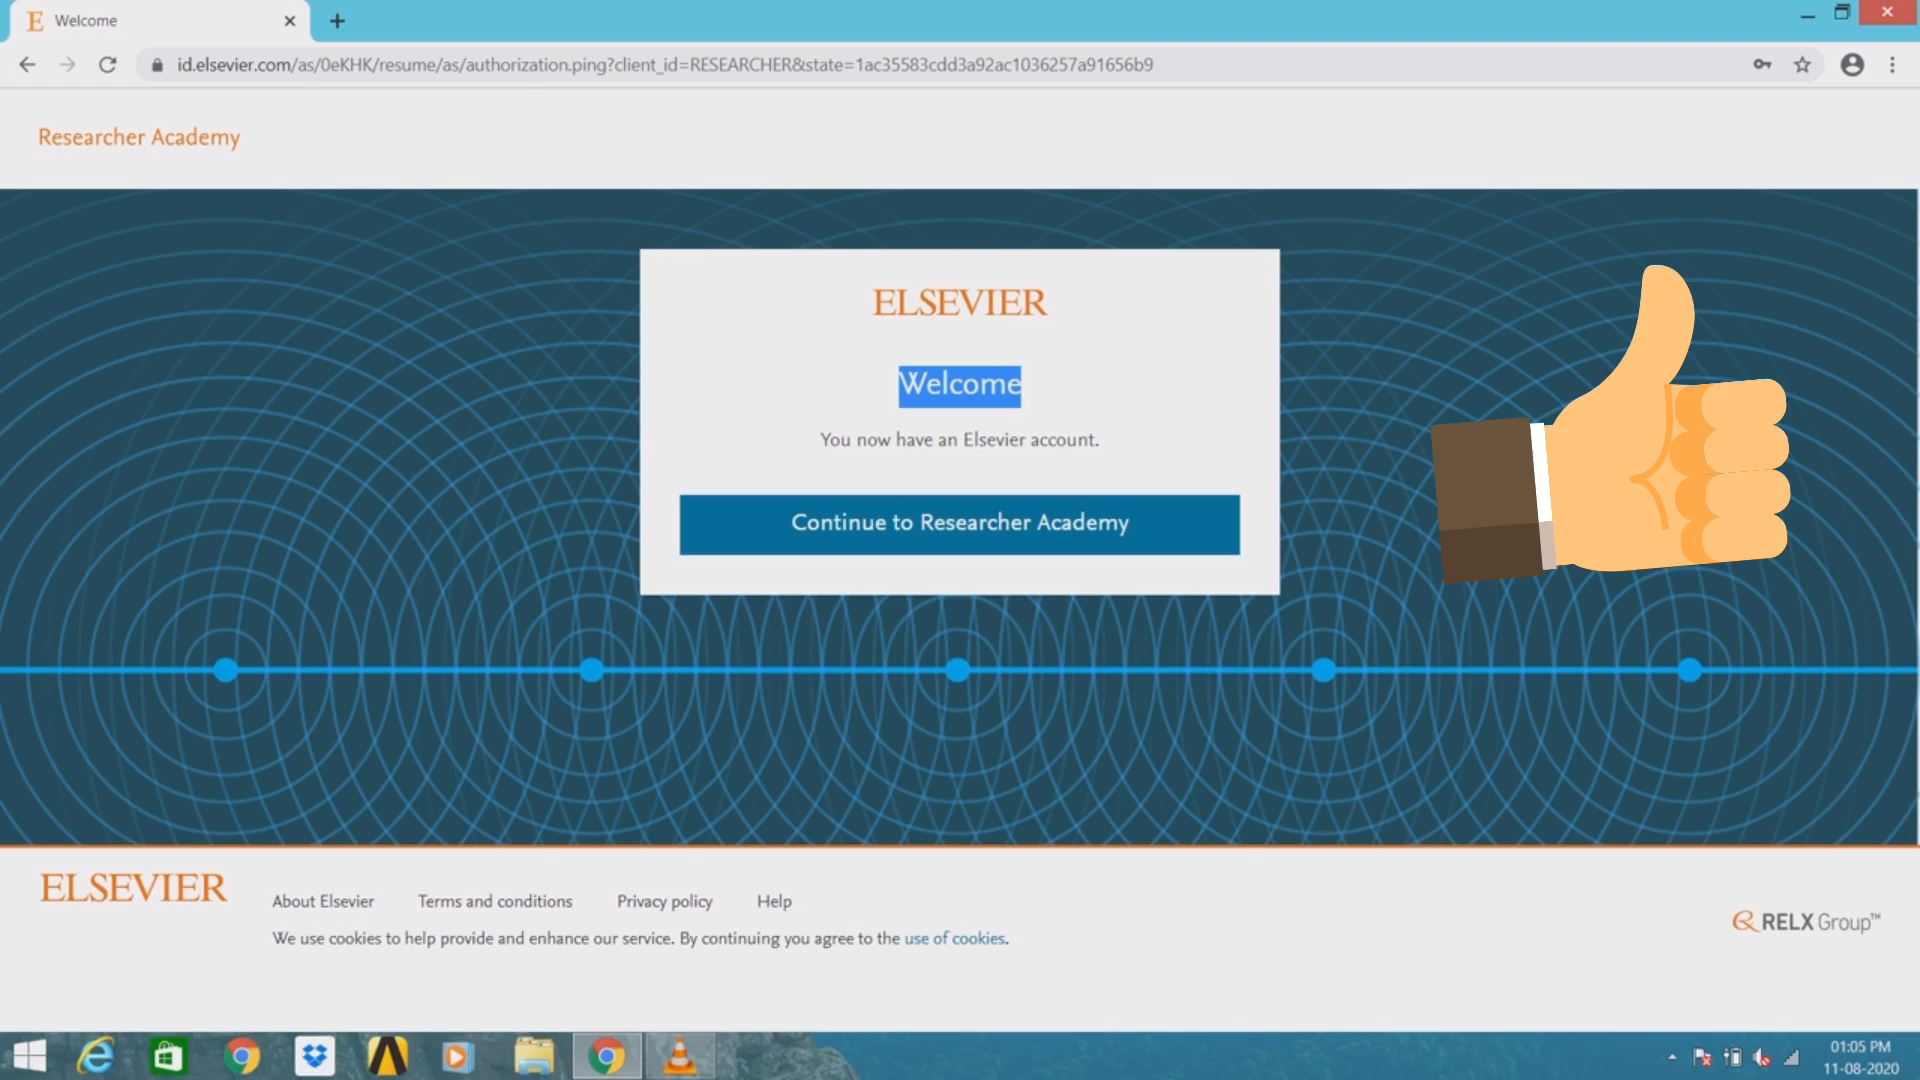 Welcome
id.elsevier.com/as/0eKHK/resume/as/authorization.ping?client_id=RESEARCHER&state=1ac35583cdd3a92ac1036257a91656b9
Researcher Academy
ELSEVIER
Welcome
You now have an Elsevier account.
Continue to Researcher Academy
ELSEVIER
About Elsevier Terms and conditions Privacy policy Help
We use cookies to help provide and enhance our service. By continuing you agree to the use of cookies.
RELX Group™
01:05 PM
11-08-2020